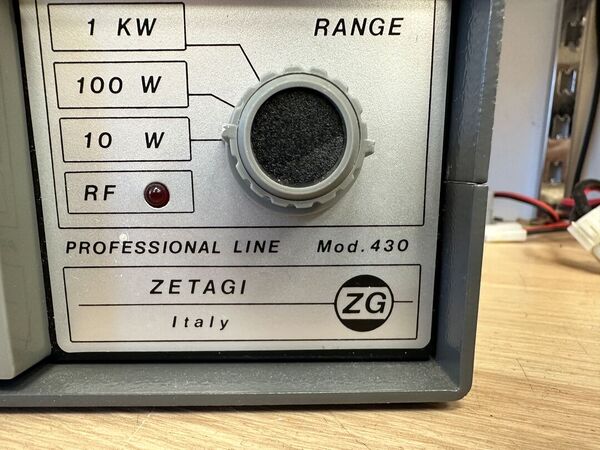 1 KW RANGE
100 W
10 W
RF
PROFESSIONAL LINE Mod. 430
ZETAGI
ZG
Italy